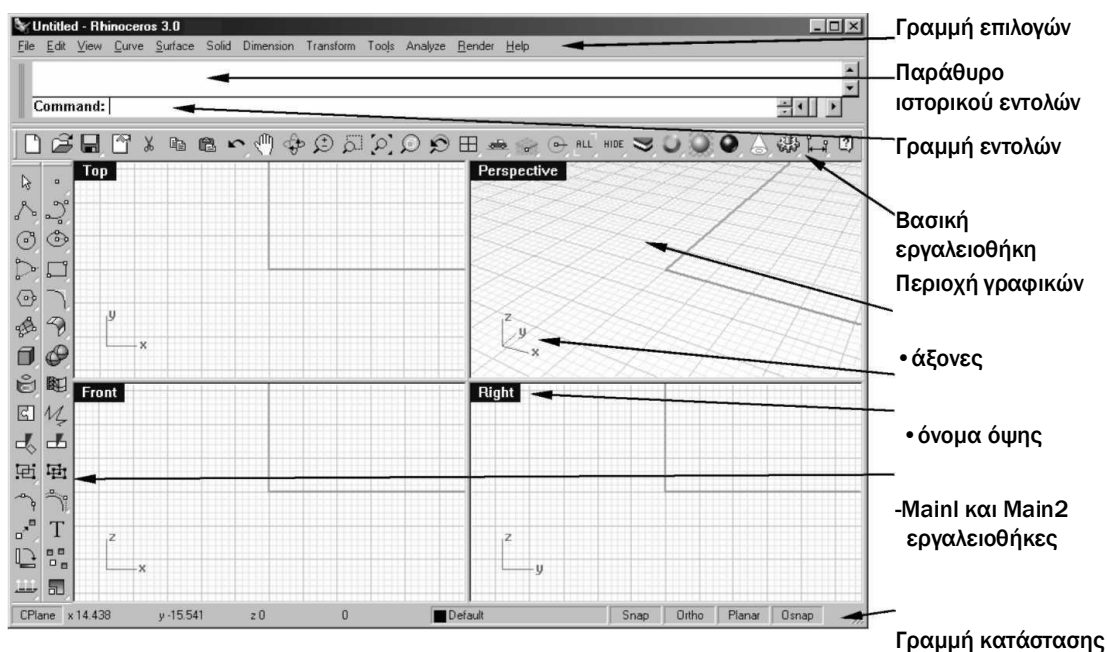 Untitled - Rhinoceros 3.0
File Edit View Curve Surface Solid Dimension Transform Tools Analyze Render Help
Γραμμή επιλογών
Παράθυρο
ιστορικού εντολών
Command:
Γραμμή εντολών
ALL HIDE
Βασική
εργαλειοθήκη
Top
Perspective
Περιοχή γραφικών
y
x
z
y
x
•άξονες
Front
Right
•όνομα όψης
-Mainl και Main2
εργαλειοθήκες
T
z
x
z
y
CPlane x 14.438 y -15.541 z 0 0 Default Snap Ortho Planar Osnap
Γραμμή κατάστασης